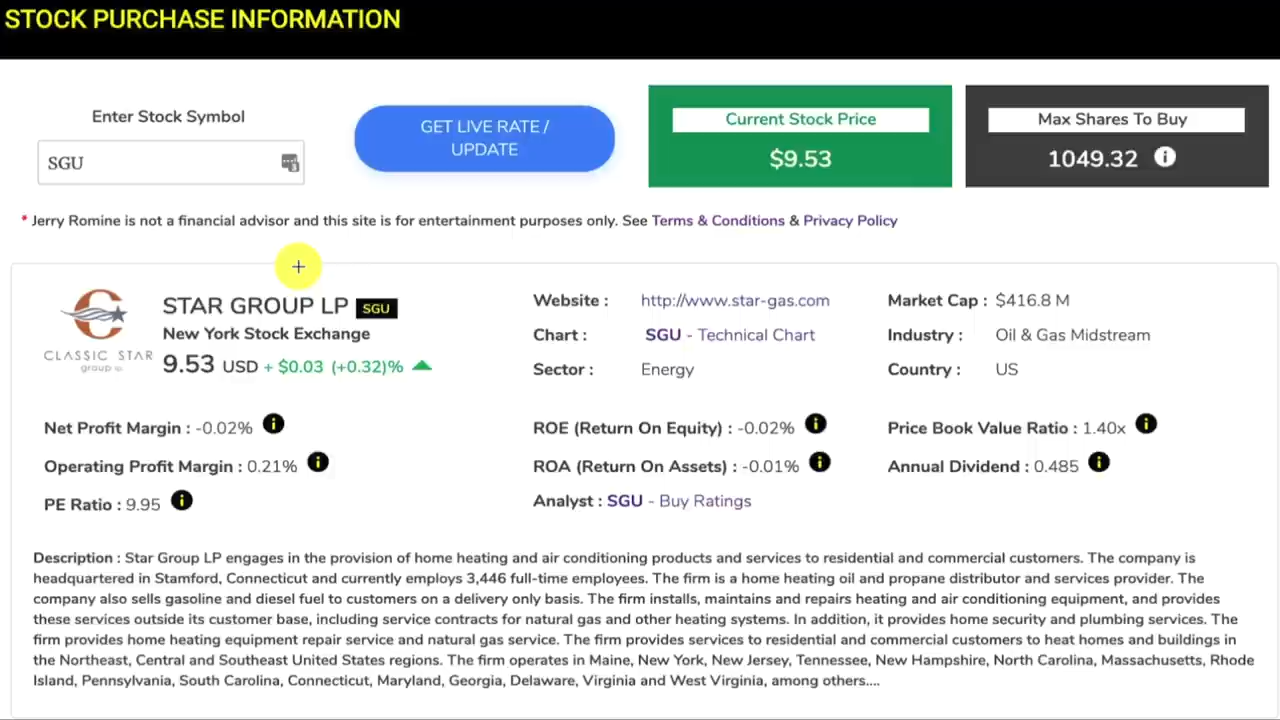 STOCK PURCHASE INFORMATION
Enter Stock Symbol
SGU
GET LIVE RATE /
UPDATE
Current Stock Price
$9.53
Max Shares To Buy
1049.32
* Jerry Romine is not a financial advisor and this site is for entertainment purposes only. See Terms & Conditions & Privacy Policy
CLASSIC STAR
group lp
STAR GROUP LP SGU
New York Stock Exchange
9.53 USD + $0.03 (+0.32)%
Website : http://www.star-gas.com
Chart : SGU - Technical Chart
Sector : Energy
Market Cap : $416.8 M
Industry : Oil & Gas Midstream
Country : US
Net Profit Margin : -0.02%
Operating Profit Margin : 0.21%
PE Ratio : 9.95
ROE (Return On Equity) : -0.02%
ROA (Return On Assets) : -0.01%
Analyst : SGU - Buy Ratings
Price Book Value Ratio : 1.40x
Annual Dividend : 0.485
Description : Star Group LP engages in the provision of home heating and air conditioning products and services to residential and commercial customers. The company is
headquartered in Stamford, Connecticut and currently employs 3,446 full-time employees. The firm is a home heating oil and propane distributor and services provider. The
company also sells gasoline and diesel fuel to customers on a delivery only basis. The firm installs, maintains and repairs heating and air conditioning equipment, and provides
these services outside its customer base, including service contracts for natural gas and other heating systems. In addition, it provides home security and plumbing services. The
firm provides home heating equipment repair service and natural gas service. The firm provides services to residential and commercial customers to heat homes and buildings in
the Northeast, Central and Southeast United States regions. The firm operates in Maine, New York, New Jersey, Tennessee, New Hampshire, North Carolina, Massachusetts, Rhode
Island, Pennsylvania, South Carolina, Connecticut, Maryland, Georgia, Delaware, Virginia and West Virginia, among others....